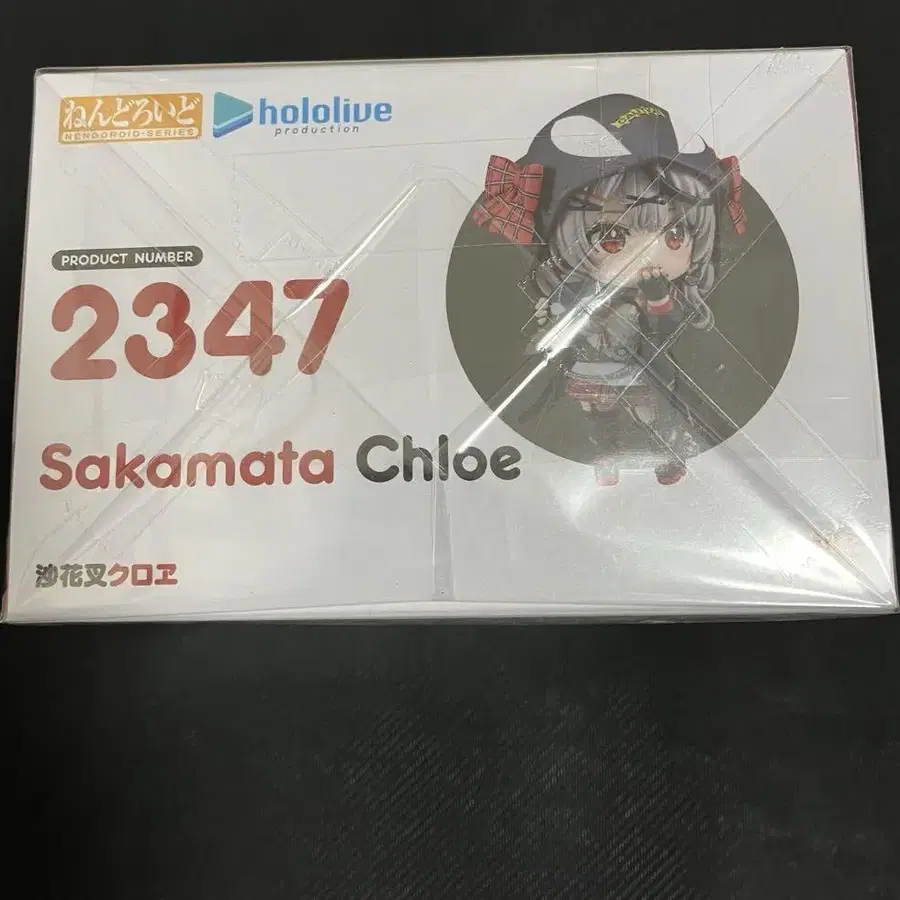 ねんどろいど
NENDOROID-SERIES
hololive
production
PRODUCT NUMBER
2347
Sakamata Chloe
沙花叉クロヱ